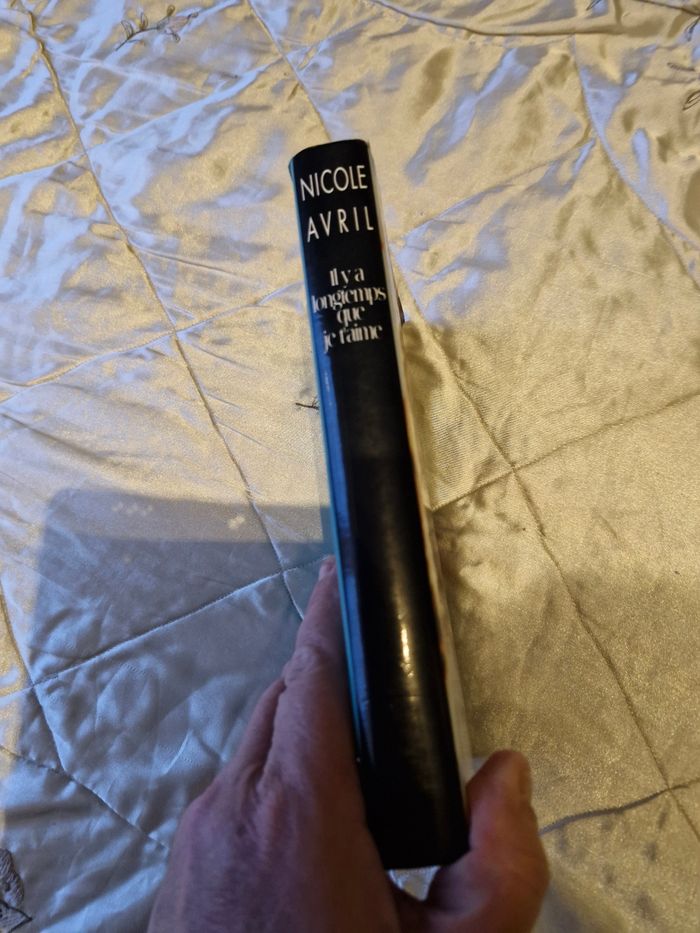 NICOLE
AVRIL
Il y a
longtemps
que
je t'aime